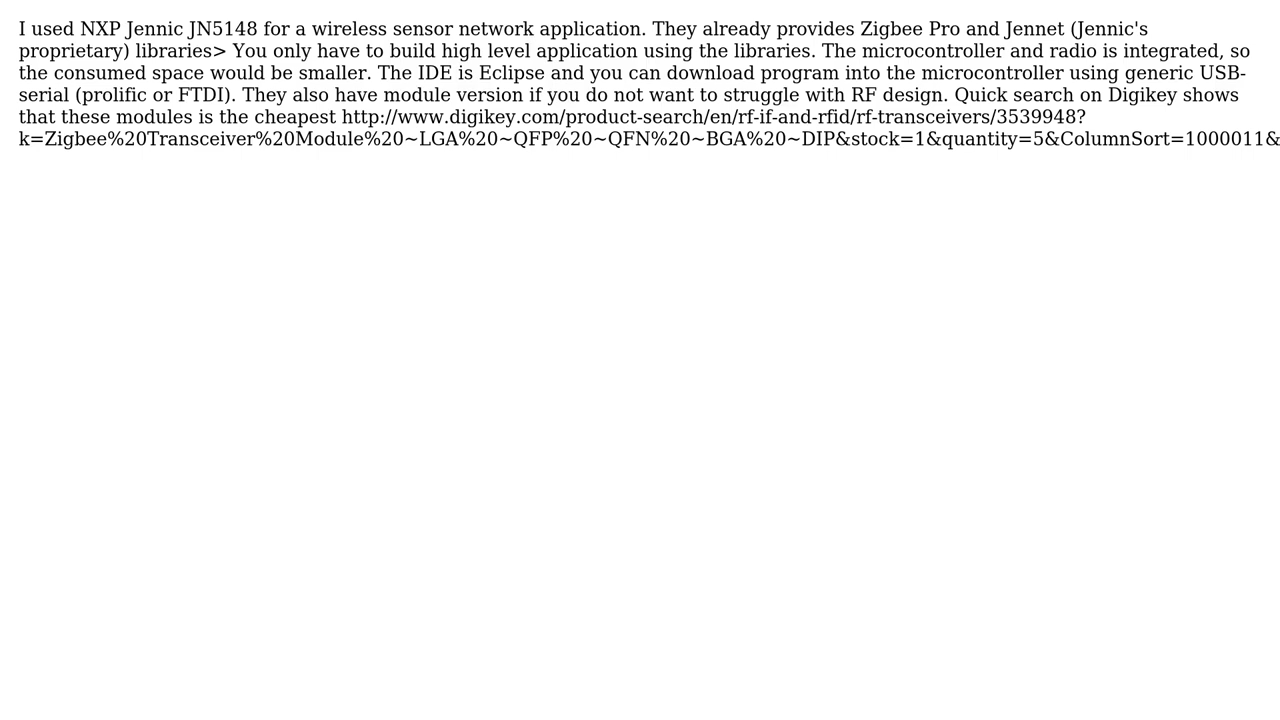 I used NXP Jennic JN5148 for a wireless sensor network application. They already provides Zigbee Pro and Jennet (Jennic's
proprietary) libraries> You only have to build high level application using the libraries. The microcontroller and radio is integrated, so
the consumed space would be smaller. The IDE is Eclipse and you can download program into the microcontroller using generic USB-
serial (prolific or FTDI). They also have module version if you do not want to struggle with RF design. Quick search on Digikey shows
that these modules is the cheapest http://www.digikey.com/product-search/en/rf-if-and-rfid/rf-transceivers/3539948?
k=Zigbee%20Transceiver%20Module%20~LGA%20~QFP%20~QFN%20~BGA%20~DIP&stock=1&quantity=5&ColumnSort=1000011&